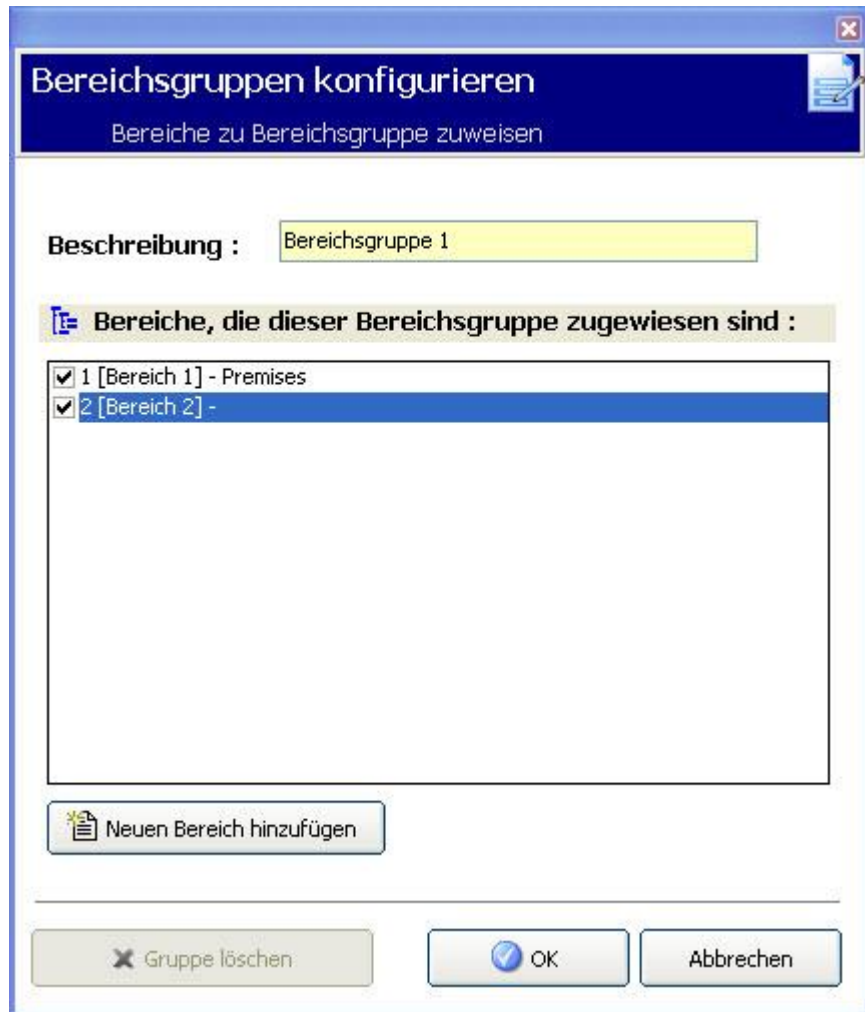 Bereichsgruppen konfigurieren
Bereiche zu Bereichsgruppe zuweisen
Beschreibung : Bereichsgruppe 1
Bereiche, die dieser Bereichsgruppe zugewiesen sind :
1 [Bereich 1] - Premises
2 [Bereich 2] -
Neuen Bereich hinzufügen
Gruppe löschen OK Abbrechen